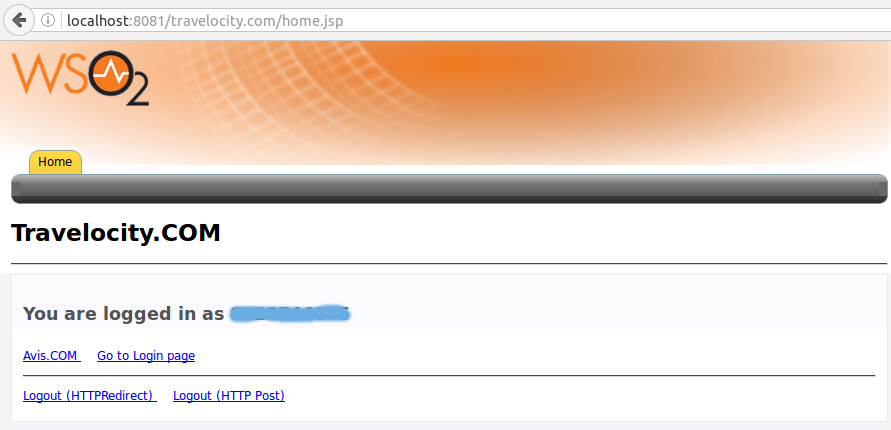 localhost:8081/travelocity.com/home.jsp
WSO2
Home
Travelocity.COM
You are logged in as
Avis.COM Go to Login page
Logout (HTTPRedirect) Logout (HTTP Post)